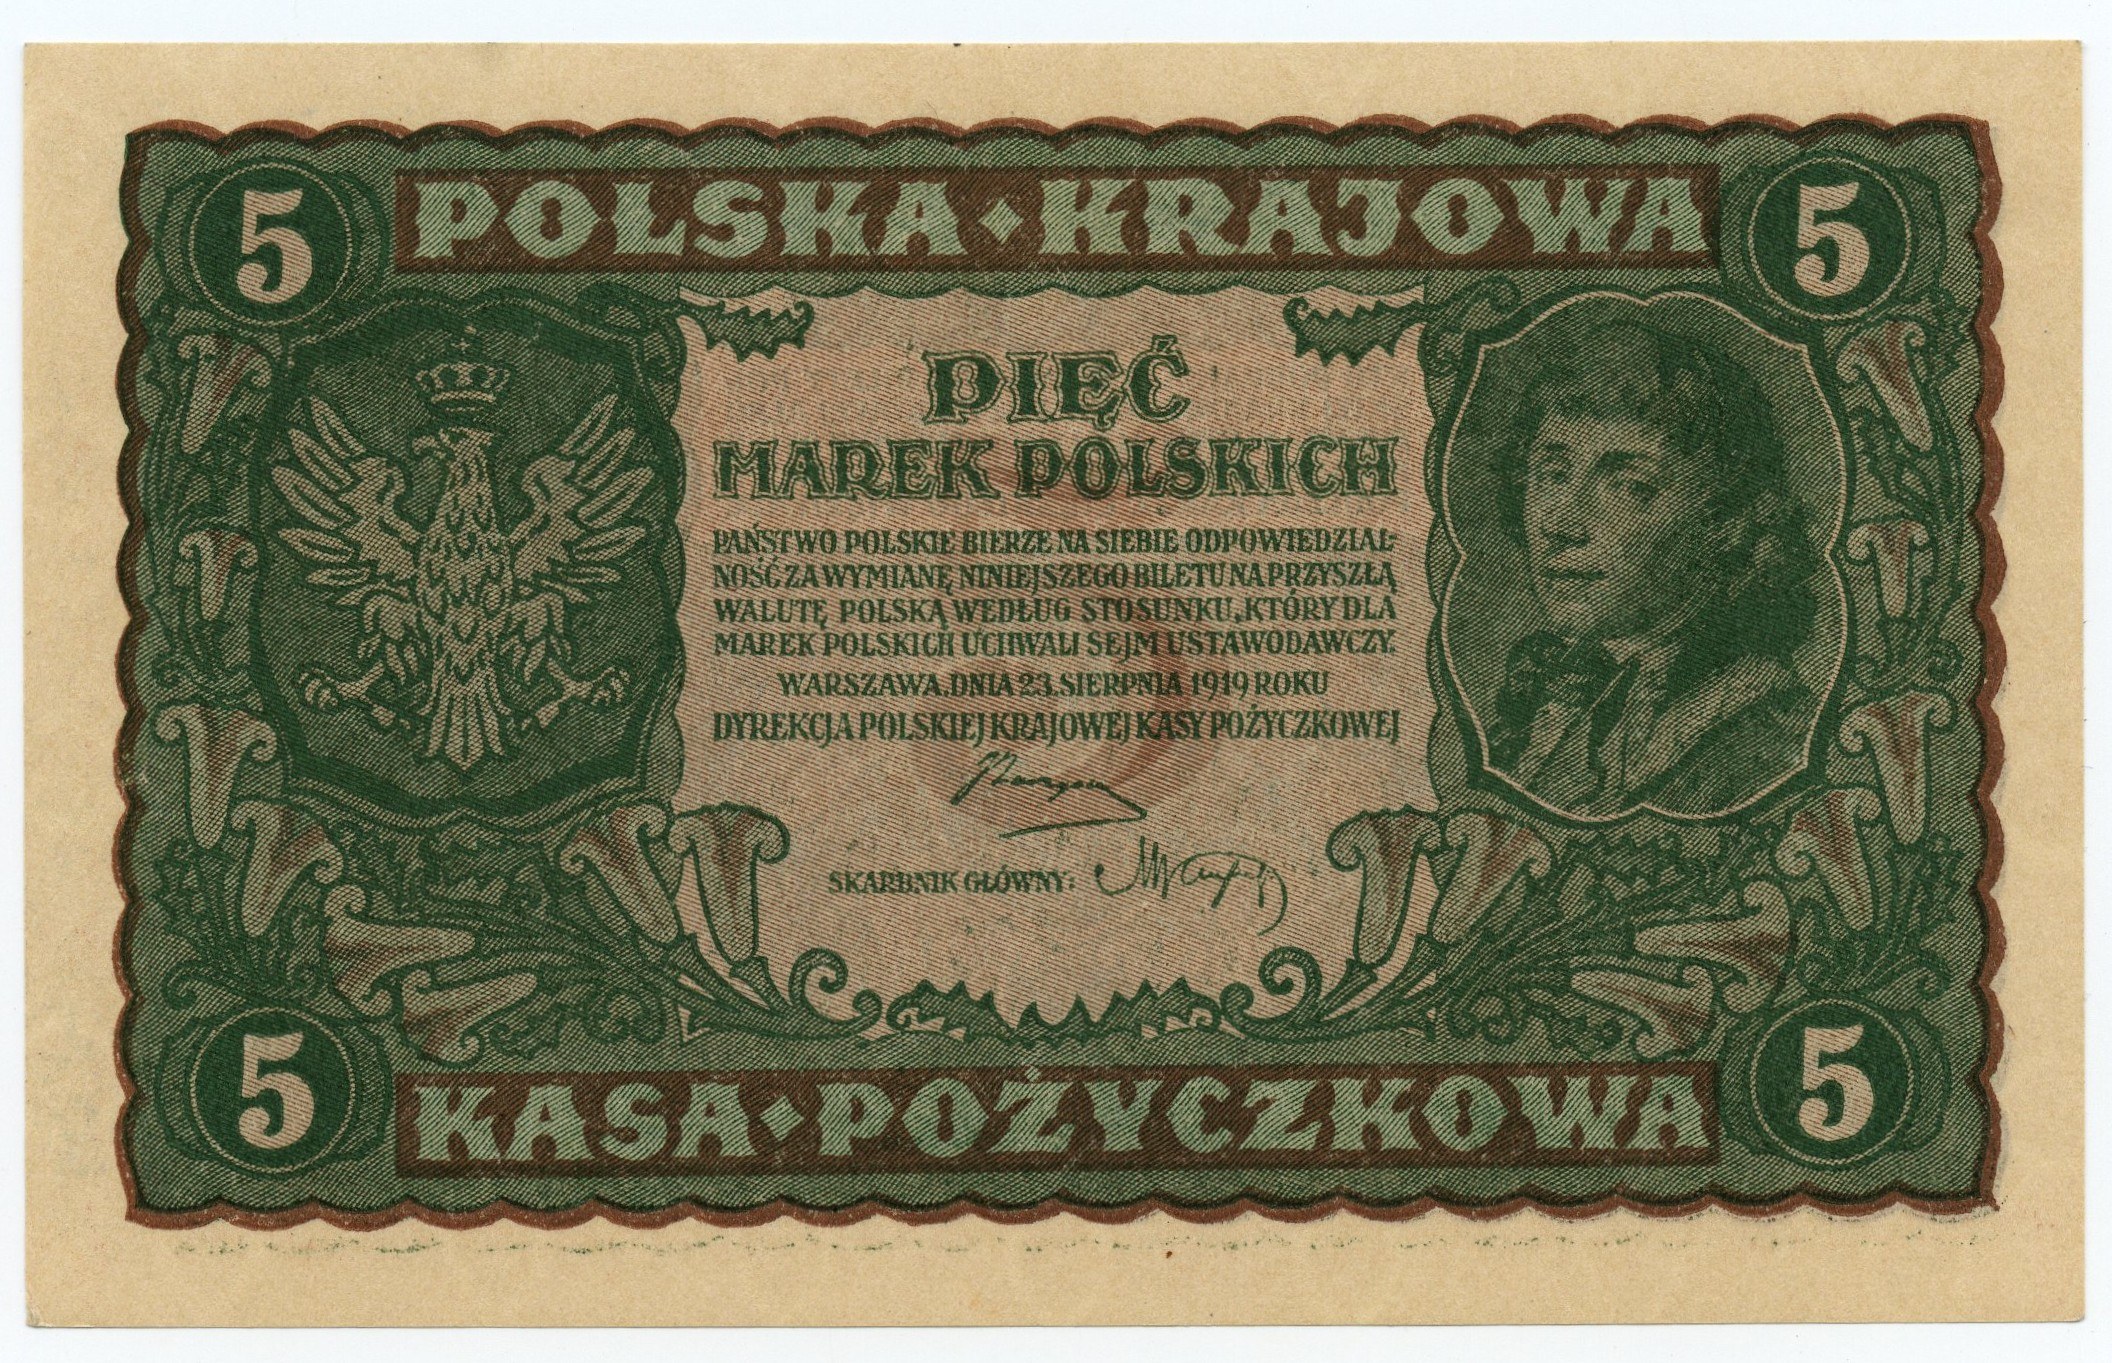 5 POLSKA KRAJOWA 5
PIĘĆ
MAREK POLSKICH
PAŃSTWO POLSKIE BIERZE NA SIEBIE ODPOWIEDZIAL-
NOŚĆ ZA WYMIANĘ NINIEJSZEGO BILETU NA PRZYSZŁĄ
WALUTĘ POLSKĄ WEDŁUG STOSUNKU, KTÓRY DLA
MAREK POLSKICH UCHWALI SEJM USTAWODAWCZY.
WARSZAWA, DNIA 23. SIERPNIA 1919 ROKU
DYREKCJA POLSKIEJ KRAJOWEJ KASY POŻYCZKOWEJ
SKARBNIK GŁÓWNY:
5 KASA POŻYCZKOWA 5